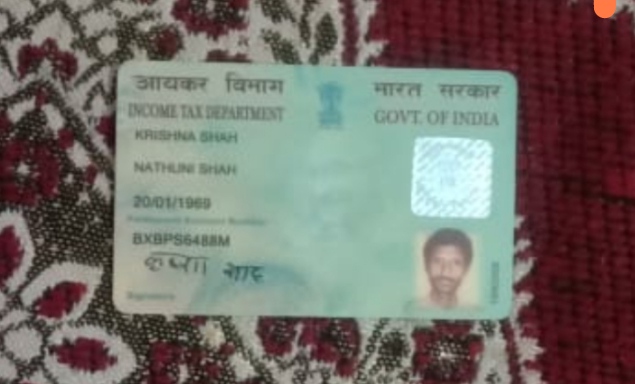 आयकर विभाग
भारत सरकार
INCOME TAX DEPARTMENT
GOVT. OF INDIA
KRISHNA SHAH
NATHUNI SHAH
20/01/1969
Permanent Account Number
BXBPS6488M
कृष्णा शाह
Signature